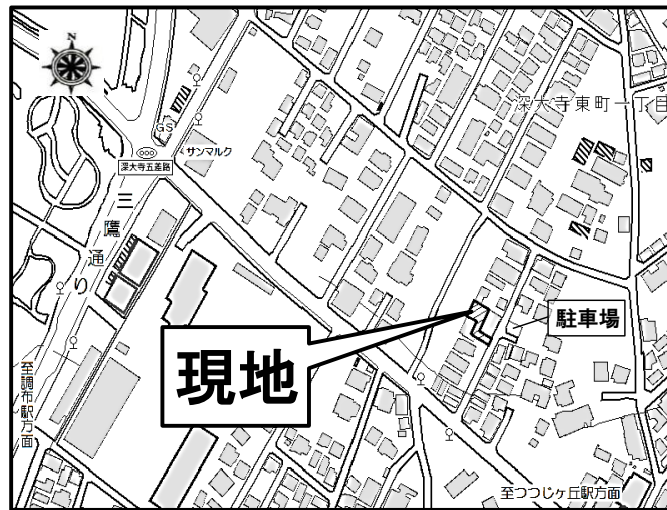 N
深大寺東町一丁目
GS
サンマルク
深大寺五差路
三鷹通り
現地
駐車場
至調布駅方面
至つつじヶ丘駅方面